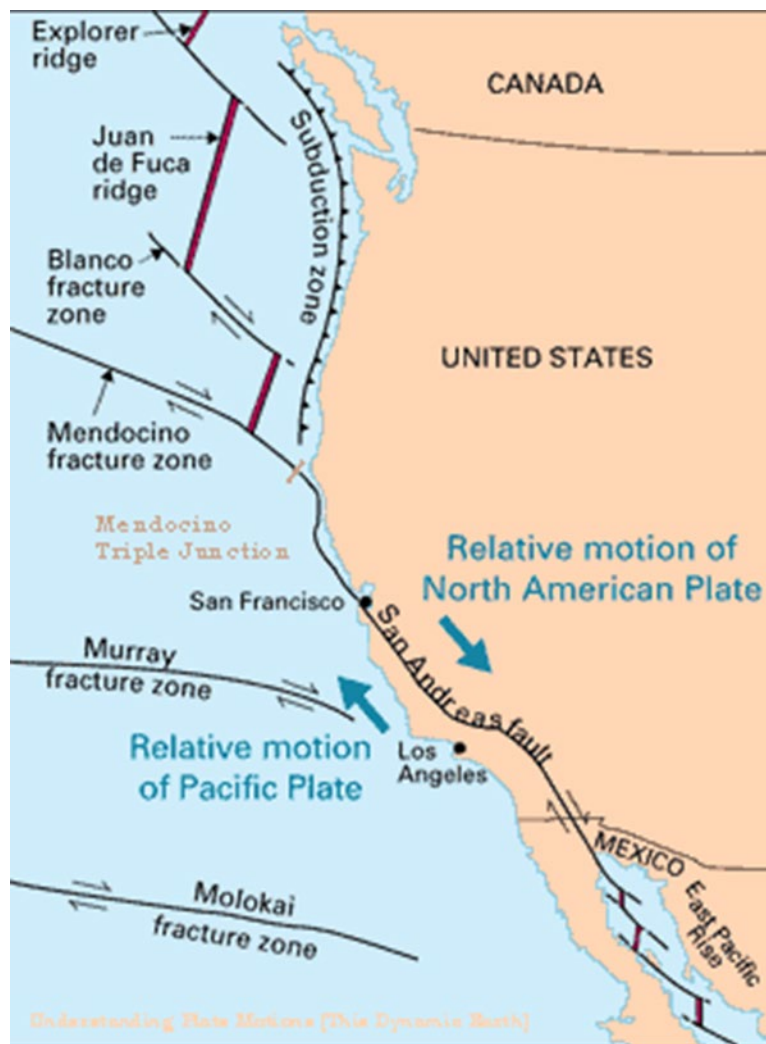 Explorer
ridge
CANADA
Juan
de Fuca
ridge
Subduction zone
Blanco
fracture
zone
UNITED STATES
Mendocino
fracture zone
Mendocino
Triple Junction
Relative motion of
North American Plate
San Francisco
San Andreas fault
Murray
fracture zone
Relative motion
of Pacific Plate
Los
Angeles
MEXICO
East Pacific
Rise
Molokai
fracture zone
Understanding Plate Motions [This Dynamic Earth]